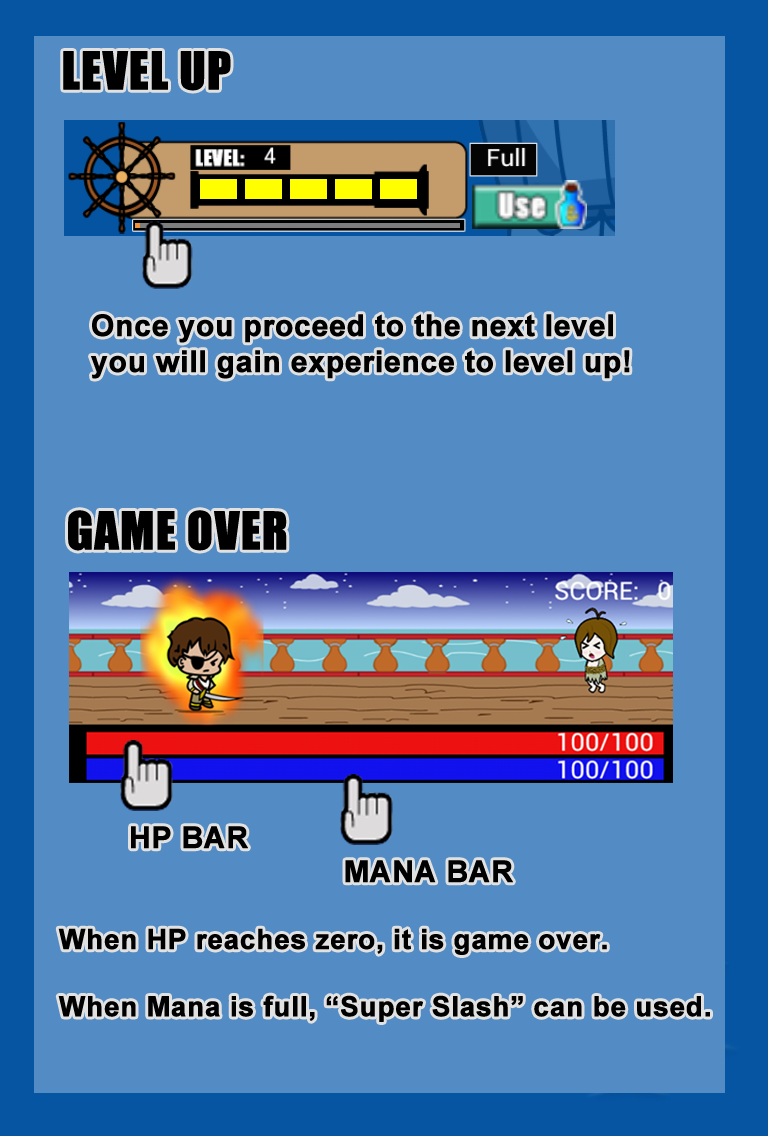 LEVEL UP
LEVEL: 4
Full
Use
Once you proceed to the next level
you will gain experience to level up!
GAME OVER
SCORE: 0
100/100
100/100
HP BAR
MANA BAR
When HP reaches zero, it is game over.
When Mana is full, “Super Slash” can be used.